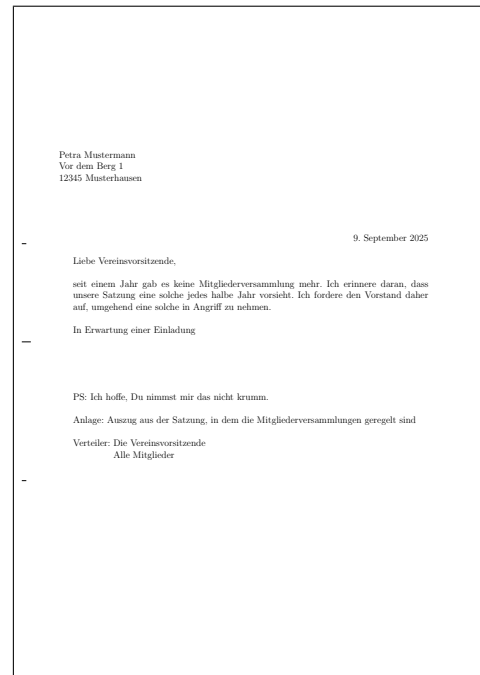 Petra Mustermann
Vor dem Berg 1
12345 Musterhausen
9. September 2025
Liebe Vereinsvorsitzende,
seit einem Jahr gab es keine Mitgliederversammlung mehr. Ich erinnere daran, dass
unsere Satzung eine solche jedes halbe Jahr vorsieht. Ich fordere den Vorstand daher
auf, umgehend eine solche in Angriff zu nehmen.
In Erwartung einer Einladung
PS: Ich hoffe, Du nimmst mir das nicht krumm.
Anlage: Auszug aus der Satzung, in dem die Mitgliederversammlungen geregelt sind
Verteiler: Die Vereinsvorsitzende
Alle Mitglieder